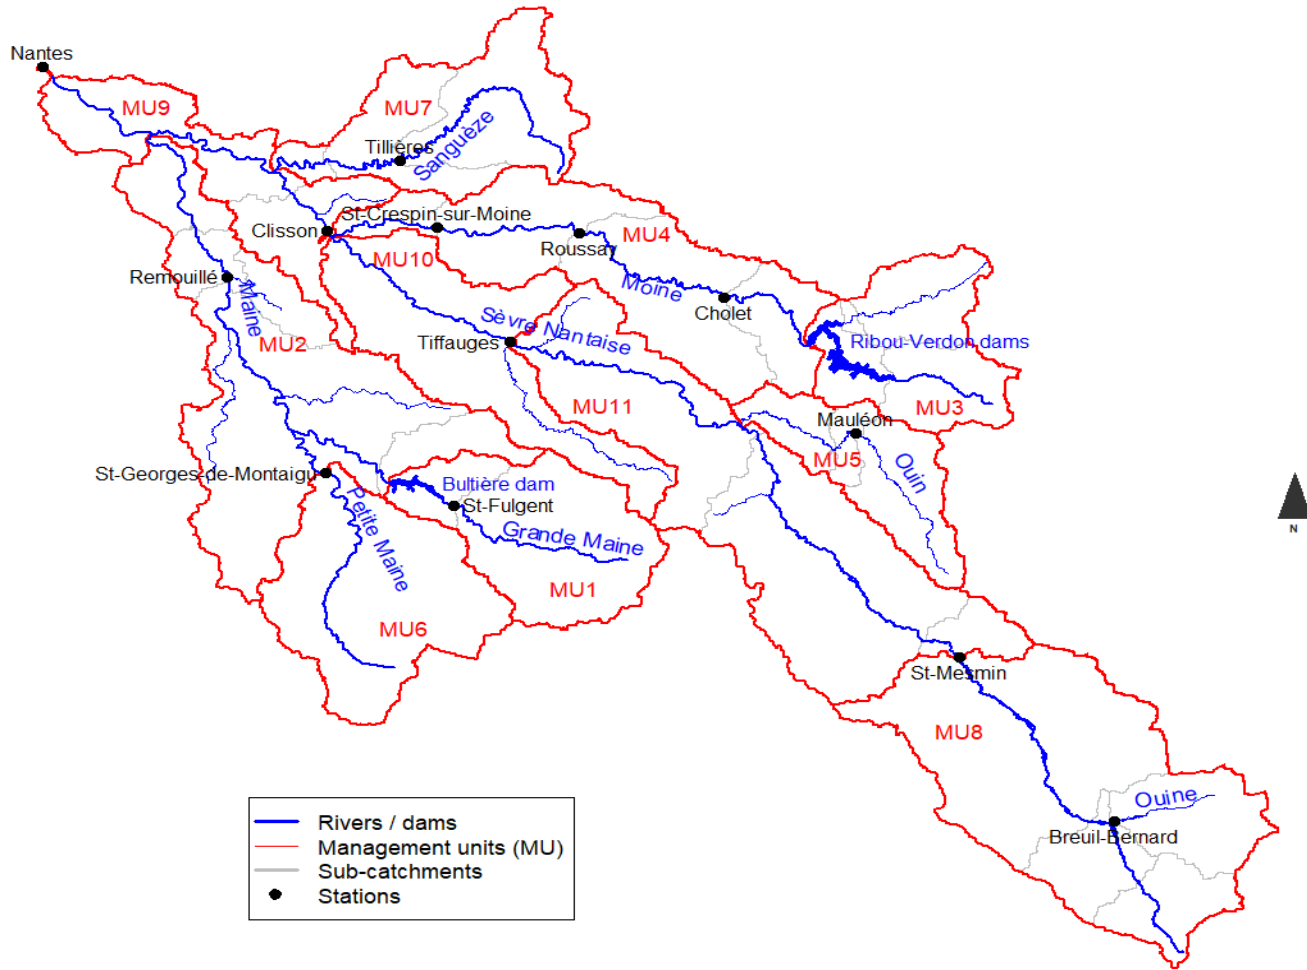 Nantes
MU9
MU7
Tillières
Sanguèze
St-Crespin-sur-Moine
Clisson
MU4
Roussay
MU10
Remouillé
Maine
Moine
Cholet
Sèvre Nantaise
Tiffauges
MU2
Ribou-Verdon dams
MU11
MU3
Mauléon
MU5
Ouin
St-Georges-de-Montaigu
Bultière dam
St-Fulgent
Petite Maine
Grande Maine
MU1
MU6
St-Mesmin
MU8
Ouine
Breuil-Bernard
Rivers / dams
Management units (MU)
Sub-catchments
Stations
N